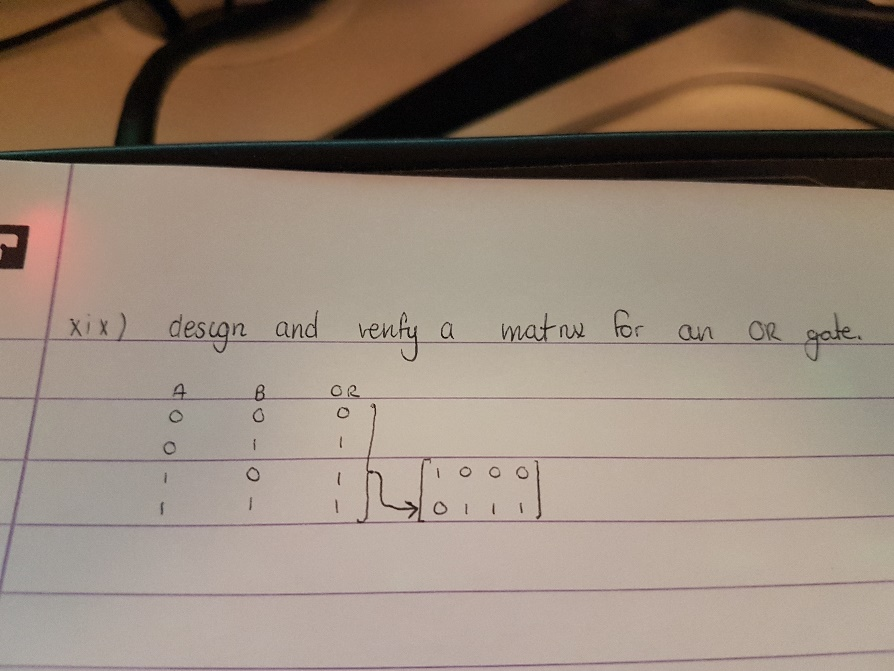 xix) design and verify a matrix for an OR gate.
A B OR
0 0 0
0 1 1
1 0 1 [1 0 0 0]
1 1 1 [0 1 1 1]